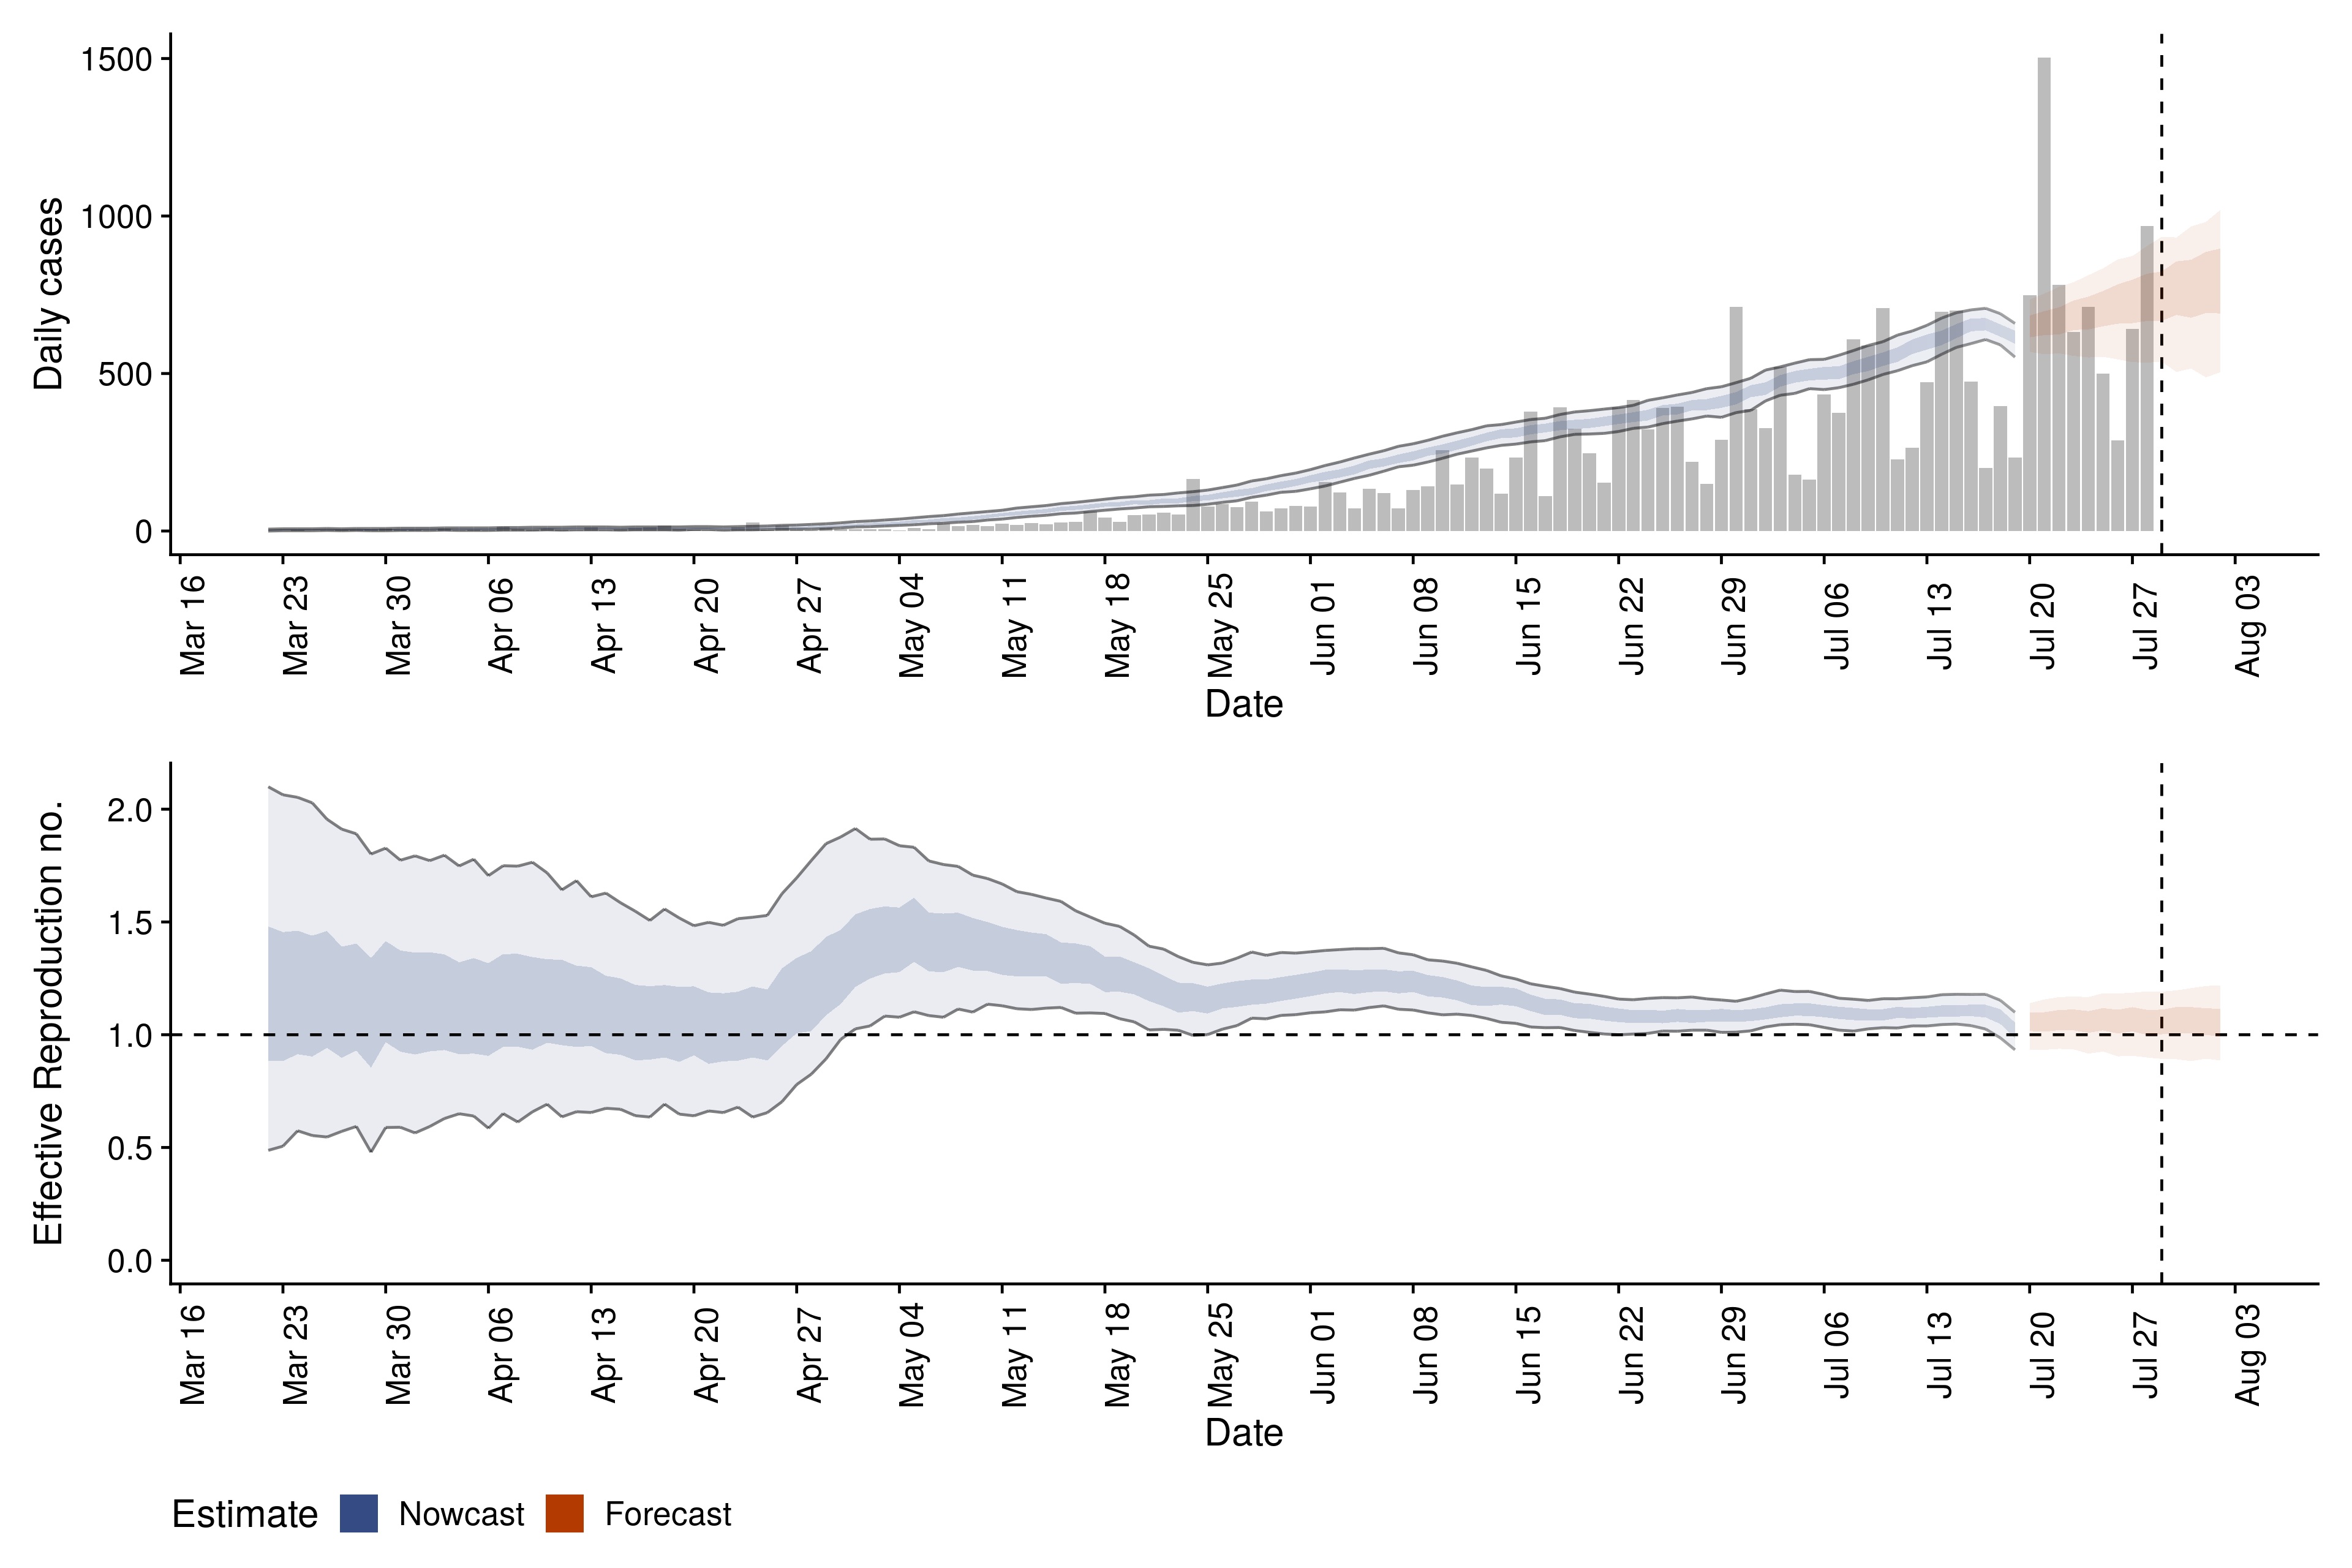 Daily cases
1500
1000
500
0
Mar 16
Mar 23
Mar 30
Apr 06
Apr 13
Apr 20
Apr 27
May 04
May 11
May 18
May 25
Jun 01
Jun 08
Jun 15
Jun 22
Jun 29
Jul 06
Jul 13
Jul 20
Jul 27
Aug 03
Date
Effective Reproduction no.
2.0
1.5
1.0
0.5
0.0
Mar 16
Mar 23
Mar 30
Apr 06
Apr 13
Apr 20
Apr 27
May 04
May 11
May 18
May 25
Jun 01
Jun 08
Jun 15
Jun 22
Jun 29
Jul 06
Jul 13
Jul 20
Jul 27
Aug 03
Date
Estimate Nowcast Forecast